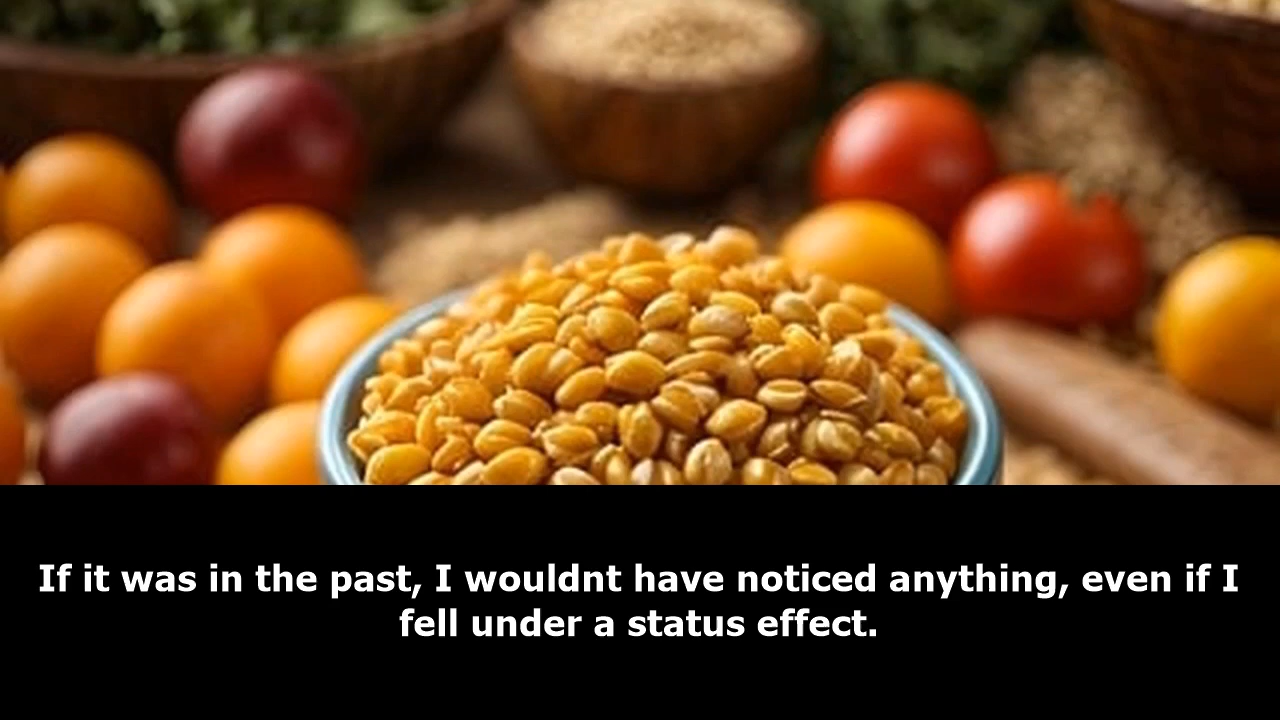 If it was in the past, I wouldnt have noticed anything, even if I
fell under a status effect.